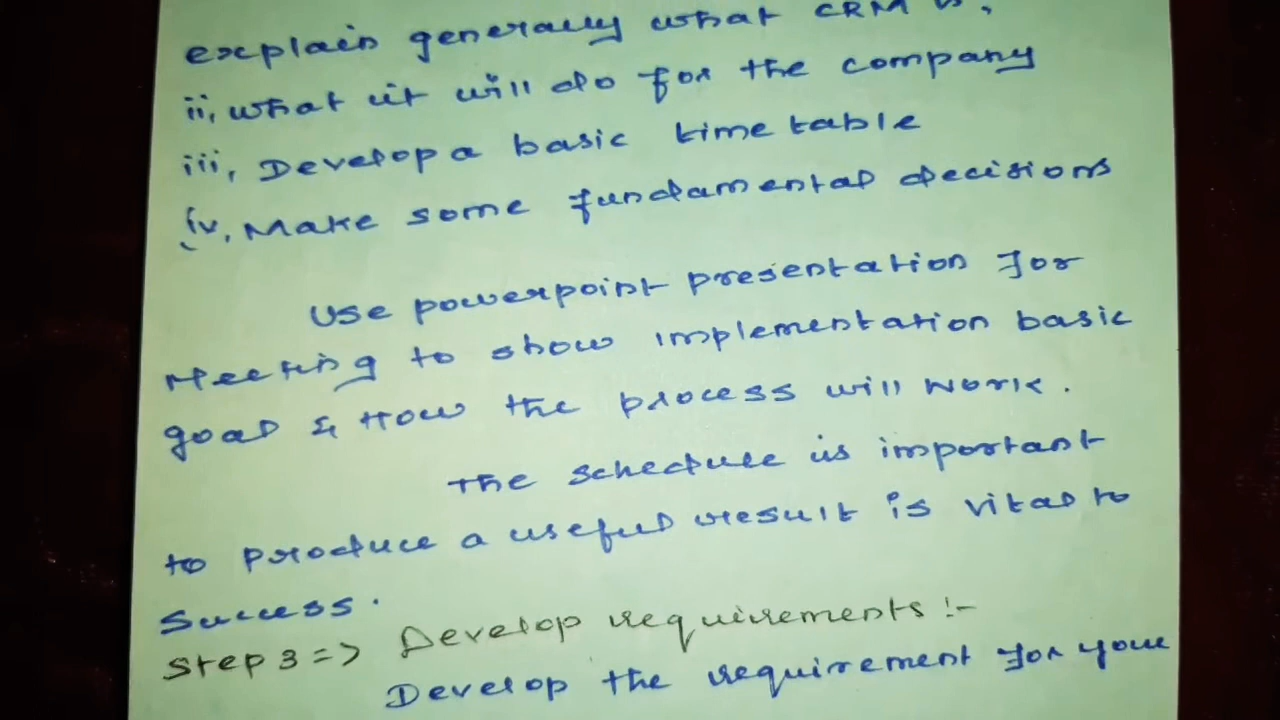 explain generally what CRM is,
ii, what it will do for the company
iii, Develop a basic time table
iv, Make some fundamental decisions
Use powerpoint presentation for
Meeting to show implementation basic
goal & How the process will work.
The schedule is important
to produce a useful result is vital to
success.
Step 3 => Develop requirements :-
Develop the requirement for your